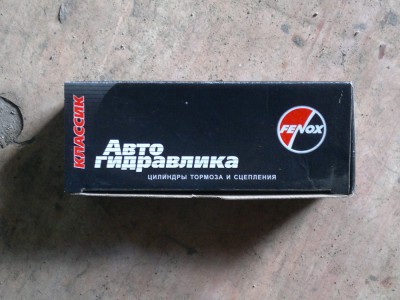 КЛАССИК
Авто
гидравлика
ЦИЛИНДРЫ ТОРМОЗА И СЦЕПЛЕНИЯ
FENOX